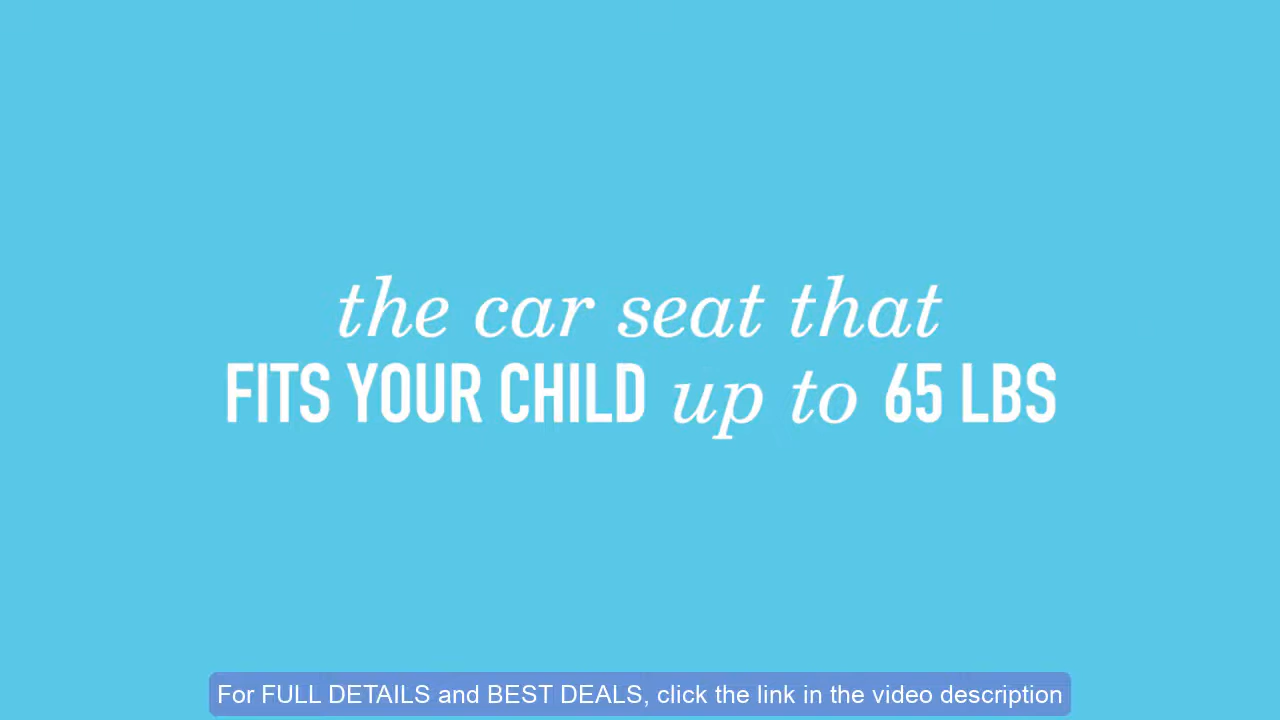 the car seat that
FITS YOUR CHILD up to 65 LBS
For FULL DETAILS and BEST DEALS, click the link in the video description